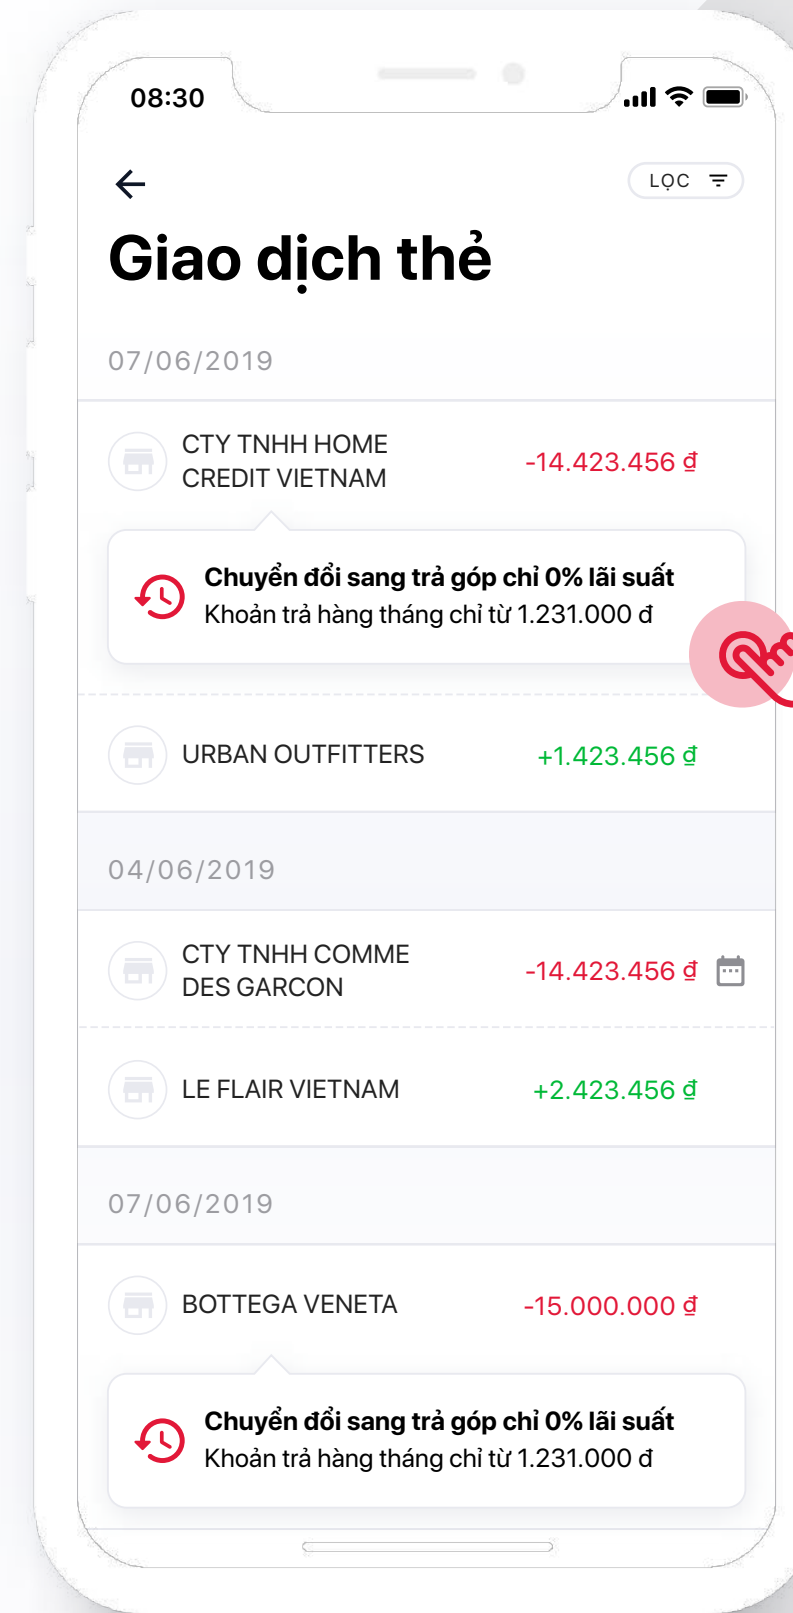 08:30
LỌC
Giao dịch thẻ
07/06/2019
CTY TNHH HOME
CREDIT VIETNAM
-14.423.456 ₫
Chuyển đổi sang trả góp chỉ 0% lãi suất
Khoản trả hàng tháng chỉ từ 1.231.000 đ
URBAN OUTFITTERS
+1.423.456 ₫
04/06/2019
CTY TNHH COMME
DES GARCON
-14.423.456 ₫
LE FLAIR VIETNAM
+2.423.456 ₫
07/06/2019
BOTTEGA VENETA
-15.000.000 ₫
Chuyển đổi sang trả góp chỉ 0% lãi suất
Khoản trả hàng tháng chỉ từ 1.231.000 đ